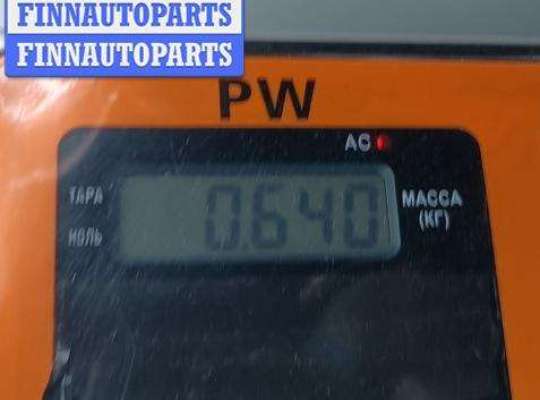 FINNAUTOPARTS
FINNAUTOPARTS
PW
AC
ТАРА
0.640
МАССА
(КГ)
НОЛЬ